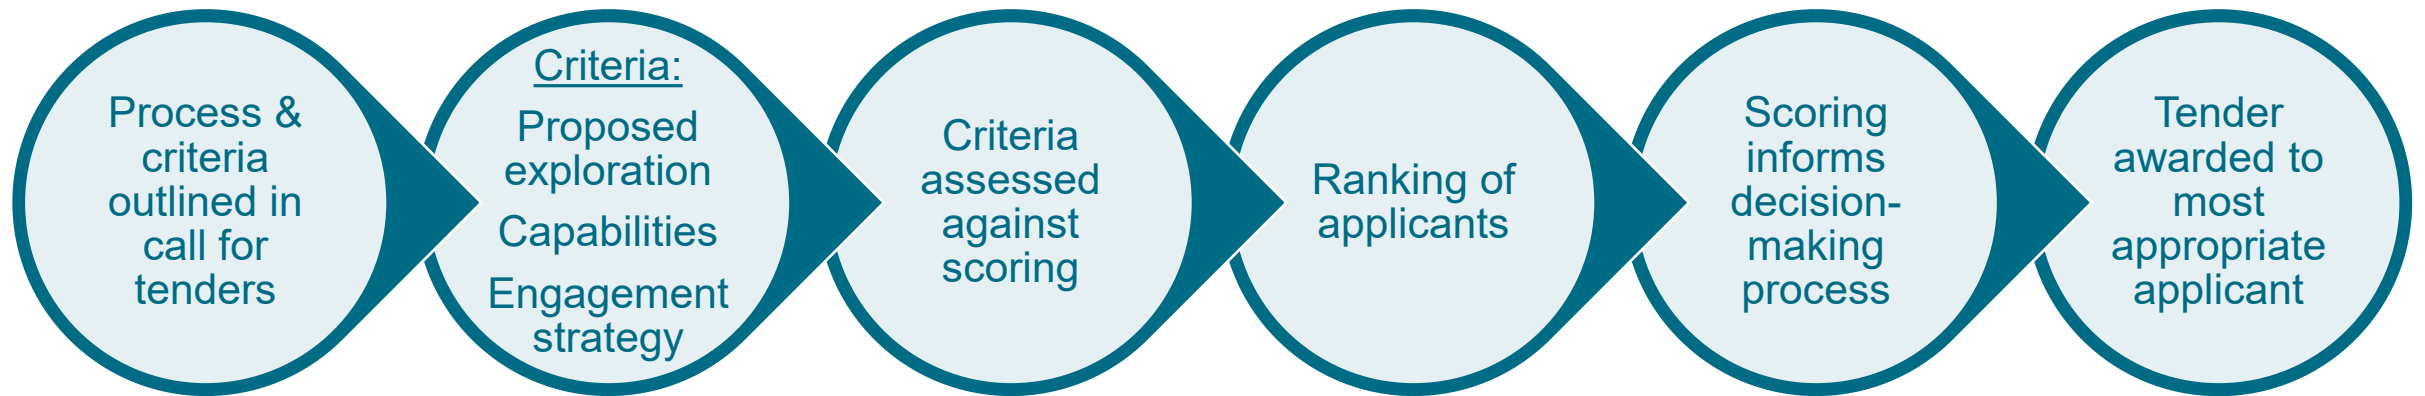 Process &
criteria
outlined in
call for
tenders
Criteria:
Proposed
exploration
Capabilities
Engagement
strategy
Criteria
assessed
against
scoring
Ranking of
applicants
Scoring
informs
decision-
making
process
Tender
awarded to
most
appropriate
applicant